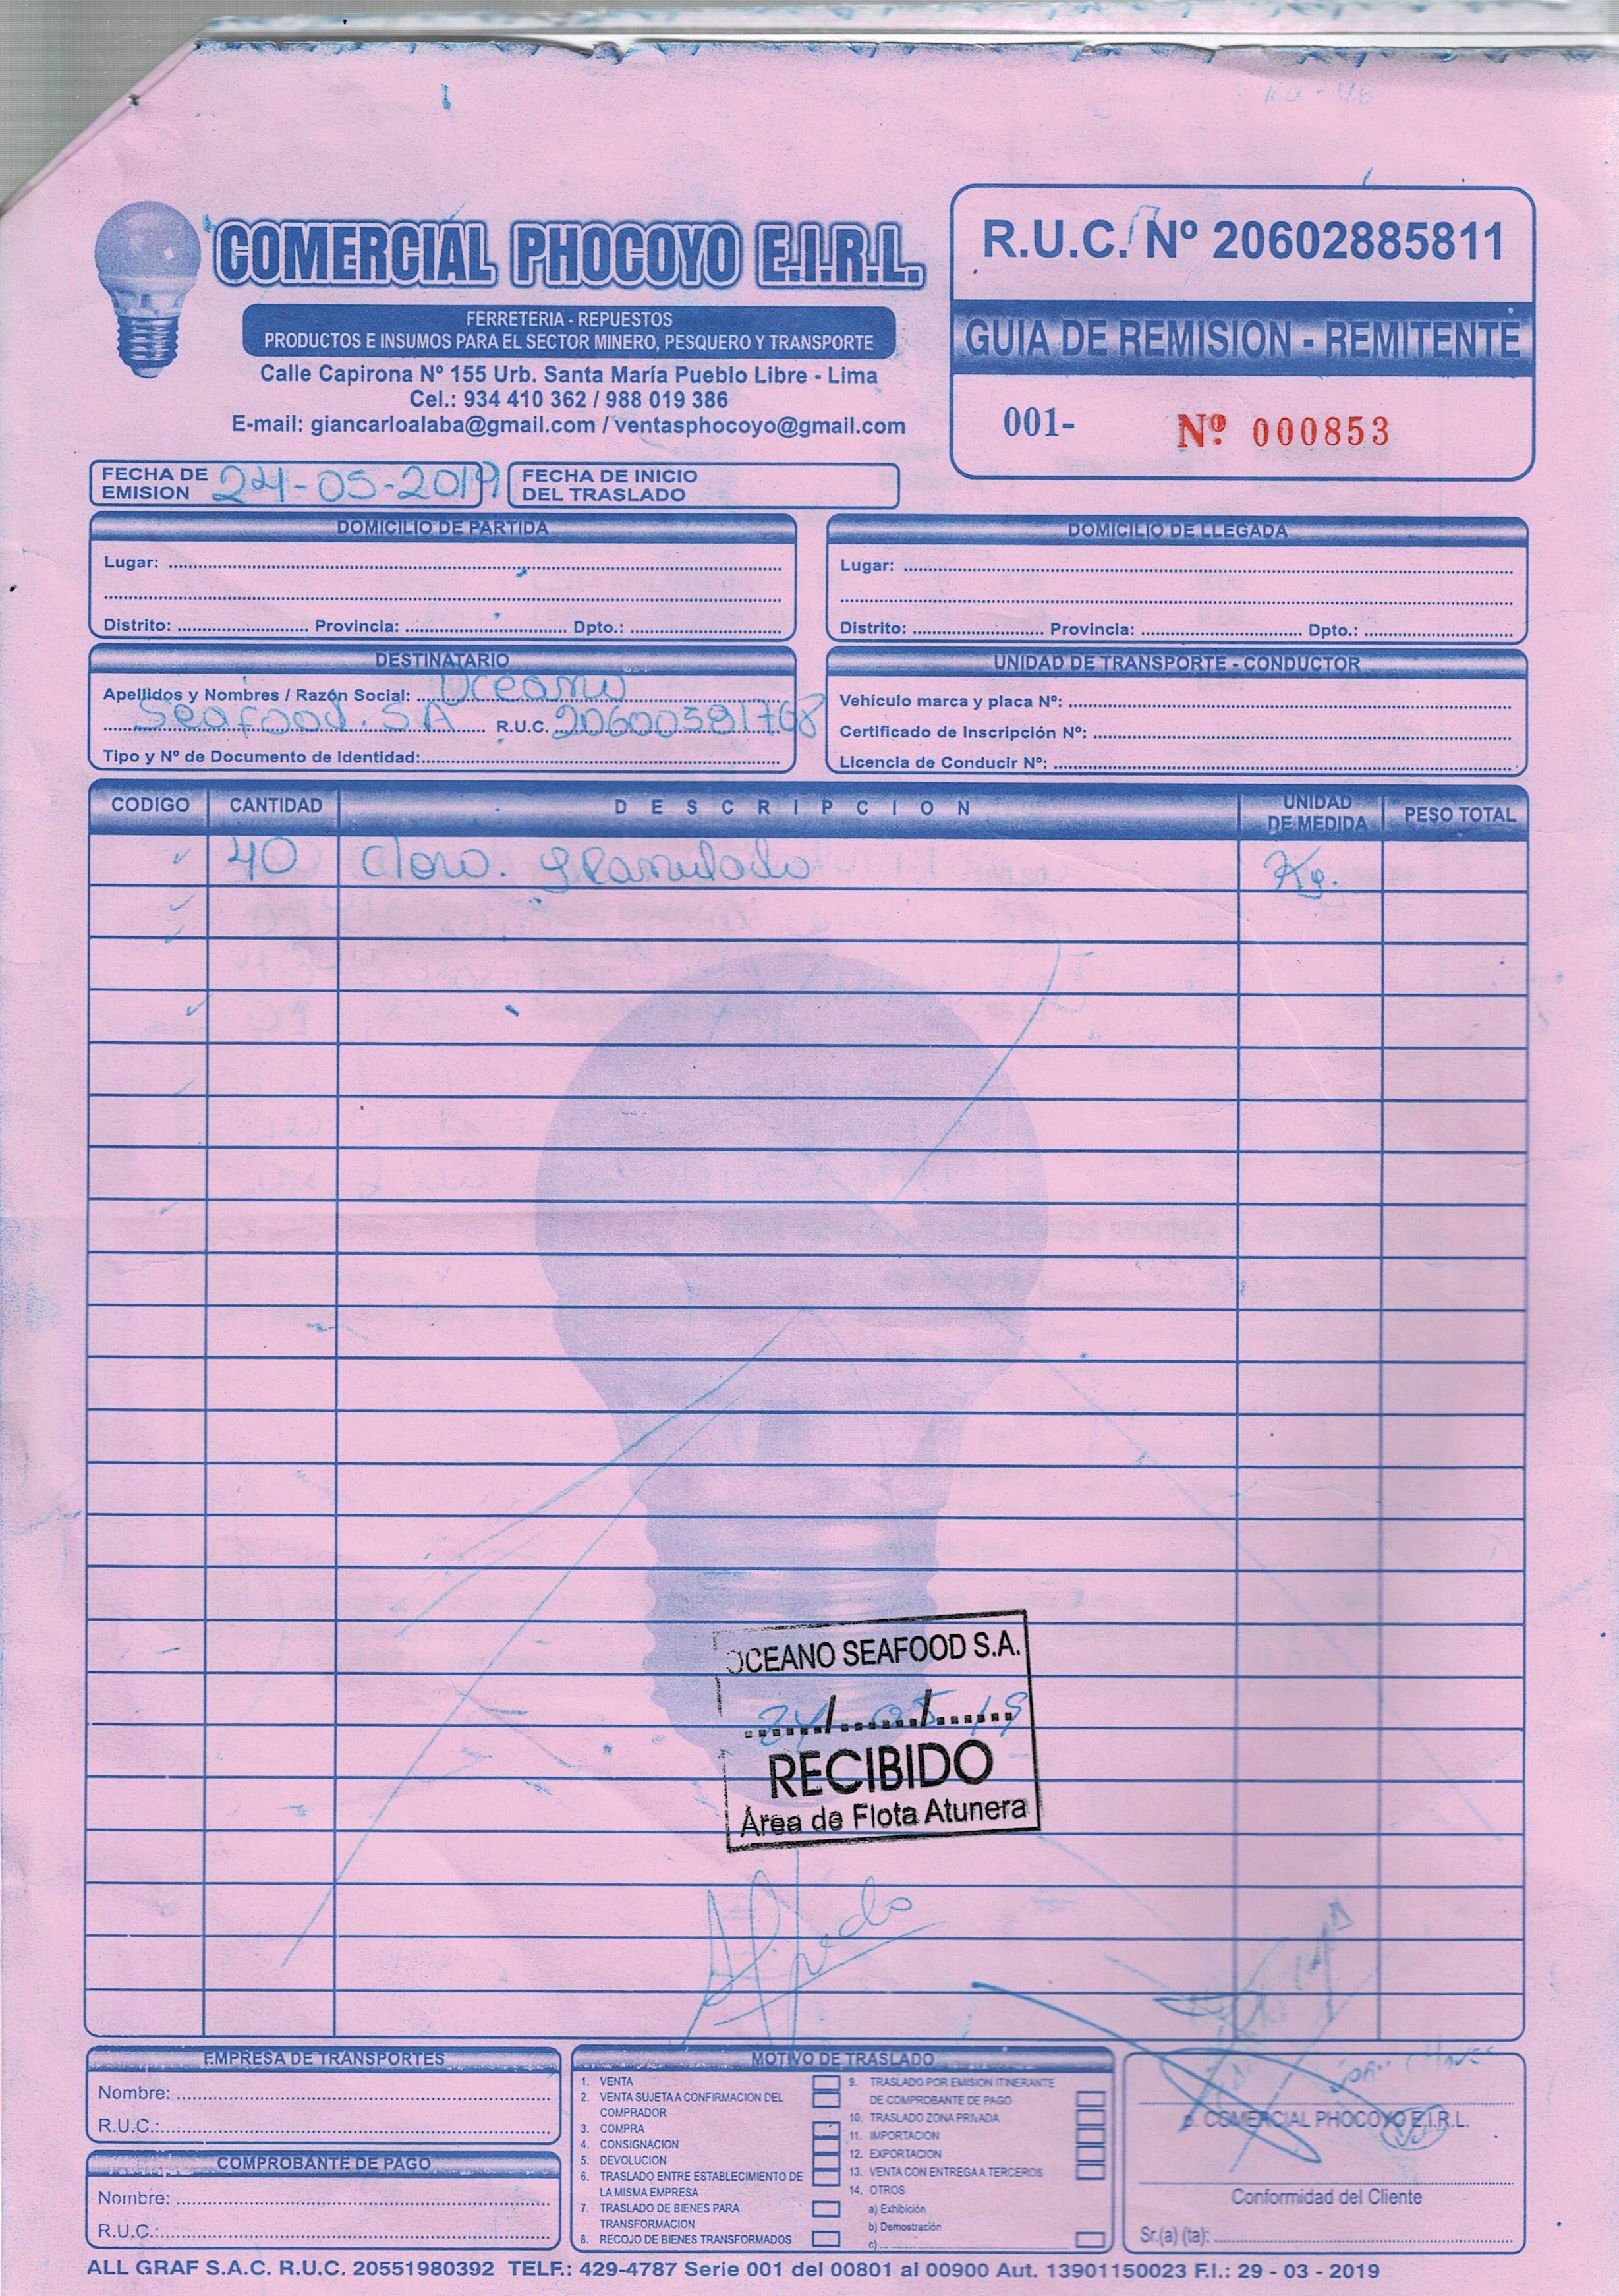 COMERCIAL PHOCOYO E.I.R.L.
FERRETERIA - REPUESTOS
PRODUCTOS E INSUMOS PARA EL SECTOR MINERO, PESQUERO Y TRANSPORTE
Calle Capirona Nº 155 Urb. Santa María Pueblo Libre - Lima
Cel.: 934 410 362 / 988 019 386
E-mail: giancarloalaba@gmail.com / ventasphocoyo@gmail.com
R.U.C. Nº 20602885811
GUIA DE REMISION - REMITENTE
001- Nº 000853
FECHA DE EMISION 24-05-2019
FECHA DE INICIO DEL TRASLADO
DOMICILIO DE PARTIDA
Lugar:
Distrito: Provincia: Dpto.:
DOMICILIO DE LLEGADA
Lugar:
Distrito: Provincia: Dpto.:
DESTINATARIO
Apellidos y Nombres / Razón Social: Oceano
Seafood. SA R.U.C. 20600581768
Tipo y Nº de Documento de Identidad:
UNIDAD DE TRANSPORTE - CONDUCTOR
Vehículo marca y placa Nº:
Certificado de Inscripción Nº:
Licencia de Conducir Nº:
CODIGO CANTIDAD DESCRIPCION UNIDAD DE MEDIDA PESO TOTAL
40 Cloro. granulado Kg.
OCEANO SEAFOOD S.A.
24/05/19
RECIBIDO
Área de Flota Atunera
Alfredo
EMPRESA DE TRANSPORTES
Nombre:
R.U.C.:
COMPROBANTE DE PAGO
Nombre:
R.U.C.:
MOTIVO DE TRASLADO
1. VENTA
2. VENTA SUJETA A CONFIRMACION DEL
COMPRADOR
3. COMPRA
4. CONSIGNACION
5. DEVOLUCION
6. TRASLADO ENTRE ESTABLECIMIENTO DE
LA MISMA EMPRESA
7. TRASLADO DE BIENES PARA
TRANSFORMACION
8. RECOJO DE BIENES TRANSFORMADOS
9. TRASLADO POR EMISION ITINERANTE
DE COMPROBANTE DE PAGO
10. TRASLADO ZONA PRIVADA
11. IMPORTACION
12. EXPORTACION
13. VENTA CON ENTREGA A TERCEROS
14. OTROS
a) Exhibición
b) Demostración
c)
p. COMERCIAL PHOCOYO E.I.R.L.
Conformidad del Cliente
Sr.(a) (ta):
ALL GRAF S.A.C. R.U.C. 20551980392 TELF.: 429-4787 Serie 001 del 00801 al 00900 Aut. 13901150023 F.I.: 29 - 03 - 2019